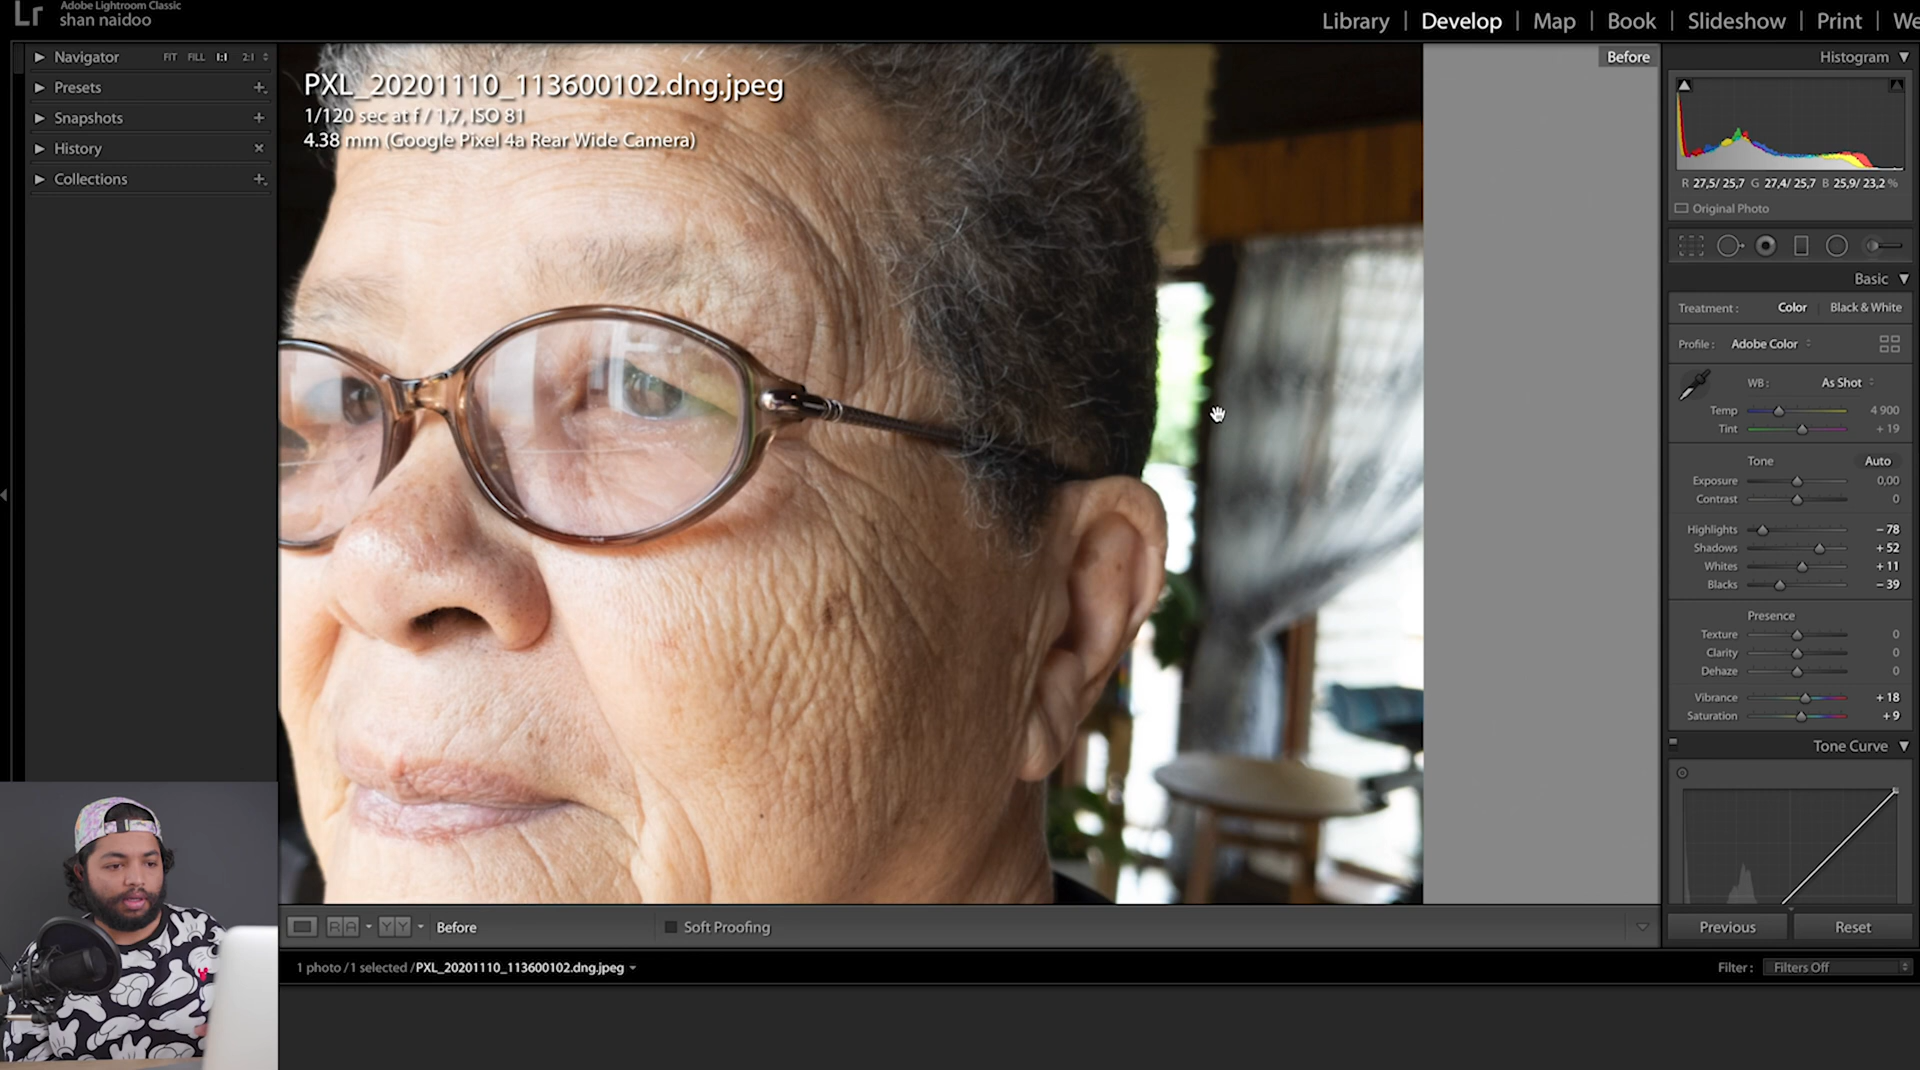 Lr
Adobe Lightroom Classic
shan naidoo
Library | Develop | Map | Book | Slideshow | Print | We
Navigator FIT FILL 1:1 2:1
Presets
Snapshots
History
Collections
PXL_20201110_113600102.dng.jpeg
1/120 sec at f / 1,7, ISO 81
4.38 mm (Google Pixel 4a Rear Wide Camera)
Before
Histogram
R 27,5/ 25,7 G 27,4/ 25,7 B 25,9/ 23,2 %
Original Photo
Basic
Treatment : Color Black & White
Profile : Adobe Color
WB : As Shot
Temp 4 900
Tint + 19
Tone Auto
Exposure 0,00
Contrast 0
Highlights − 78
Shadows + 52
Whites + 11
Blacks − 39
Presence
Texture 0
Clarity 0
Dehaze 0
Vibrance + 18
Saturation + 9
Tone Curve
Previous Reset
RA YY Before Soft Proofing
1 photo / 1 selected / PXL_20201110_113600102.dng.jpeg
Filter : Filters Off